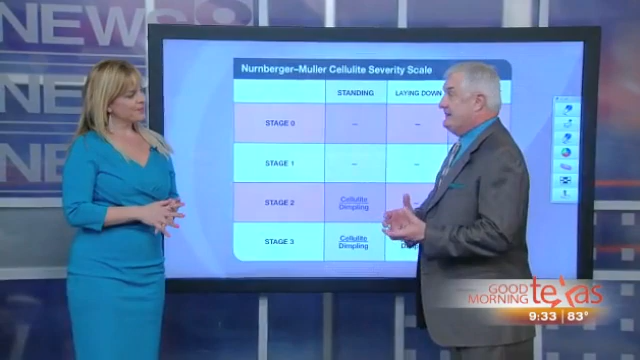 NEWS 8
NEWS
NEWS
Nurnberger–Muller Cellulite Severity Scale
STANDING
LAYING DOWN
STAGE 0
—
—
STAGE 1
—
—
STAGE 2
Cellulite
Dimpling
—
STAGE 3
Cellulite
Dimpling
GOOD
MORNING
texas
9:33 83°